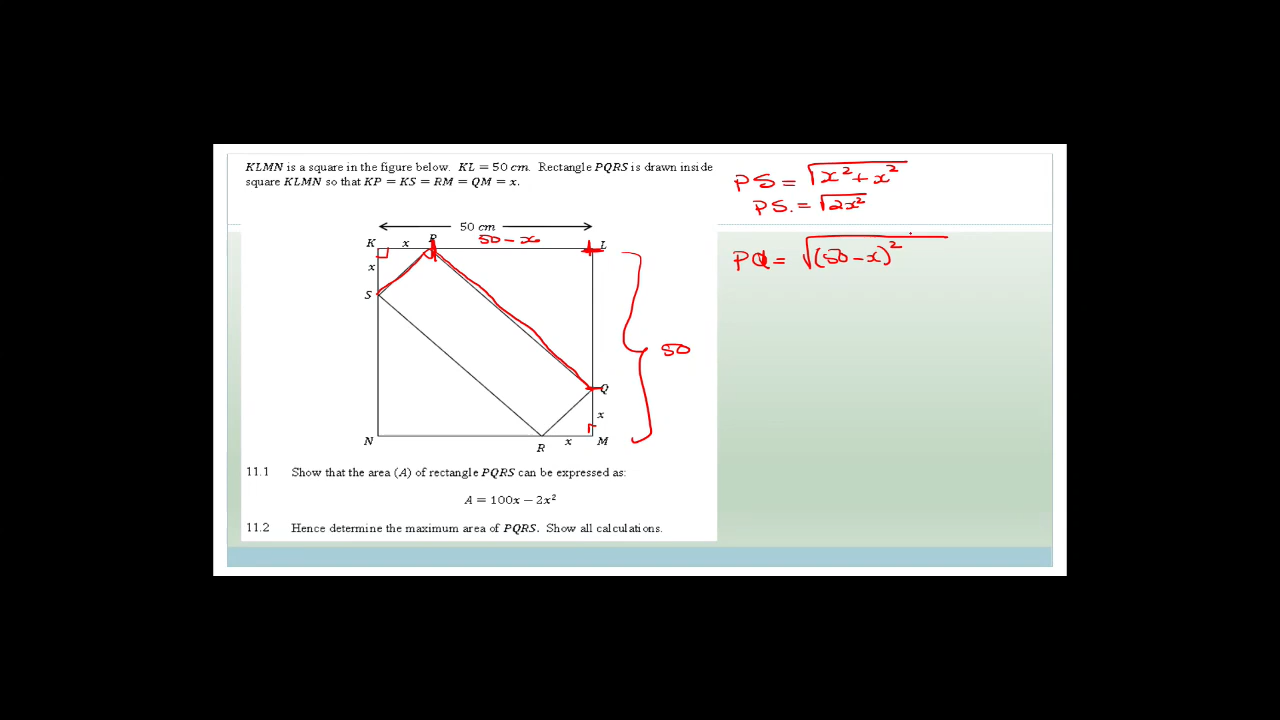 KLMN is a square in the figure below. KL = 50 cm. Rectangle PQRS is drawn inside
square KLMN so that KP = KS = RM = QM = x.
50 cm
K x P 50 - x L
x
S
50
Q
x
N R x M
11.1 Show that the area (A) of rectangle PQRS can be expressed as:
A = 100x − 2x²
11.2 Hence determine the maximum area of PQRS. Show all calculations.
PS = √x² + x²
PS. = √2x²
PQ = √(50-x)²